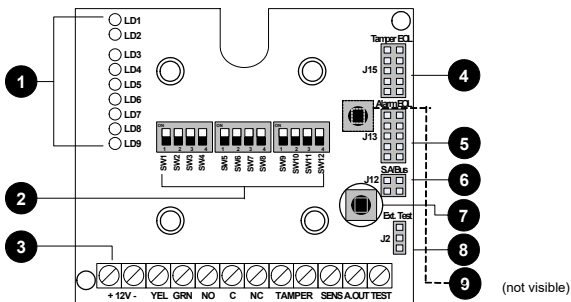 LD1
LD2
LD3
LD4
LD5
LD6
LD7
LD8
LD9
1
Tamper EOL
J15
4
Alarm EOL
J13
5
ON
1 2 3 4
ON
1 2 3 4
ON
1 2 3 4
SW1 SW2 SW3 SW4 SW5 SW6 SW7 SW8 SW9 SW10 SW11 SW12
2
S.A/Bus
J12
6
7
Ext. Test
J2
8
3
9 (not visible)
+ 12V - YEL GRN NO C NC TAMPER SENS A.OUT TEST